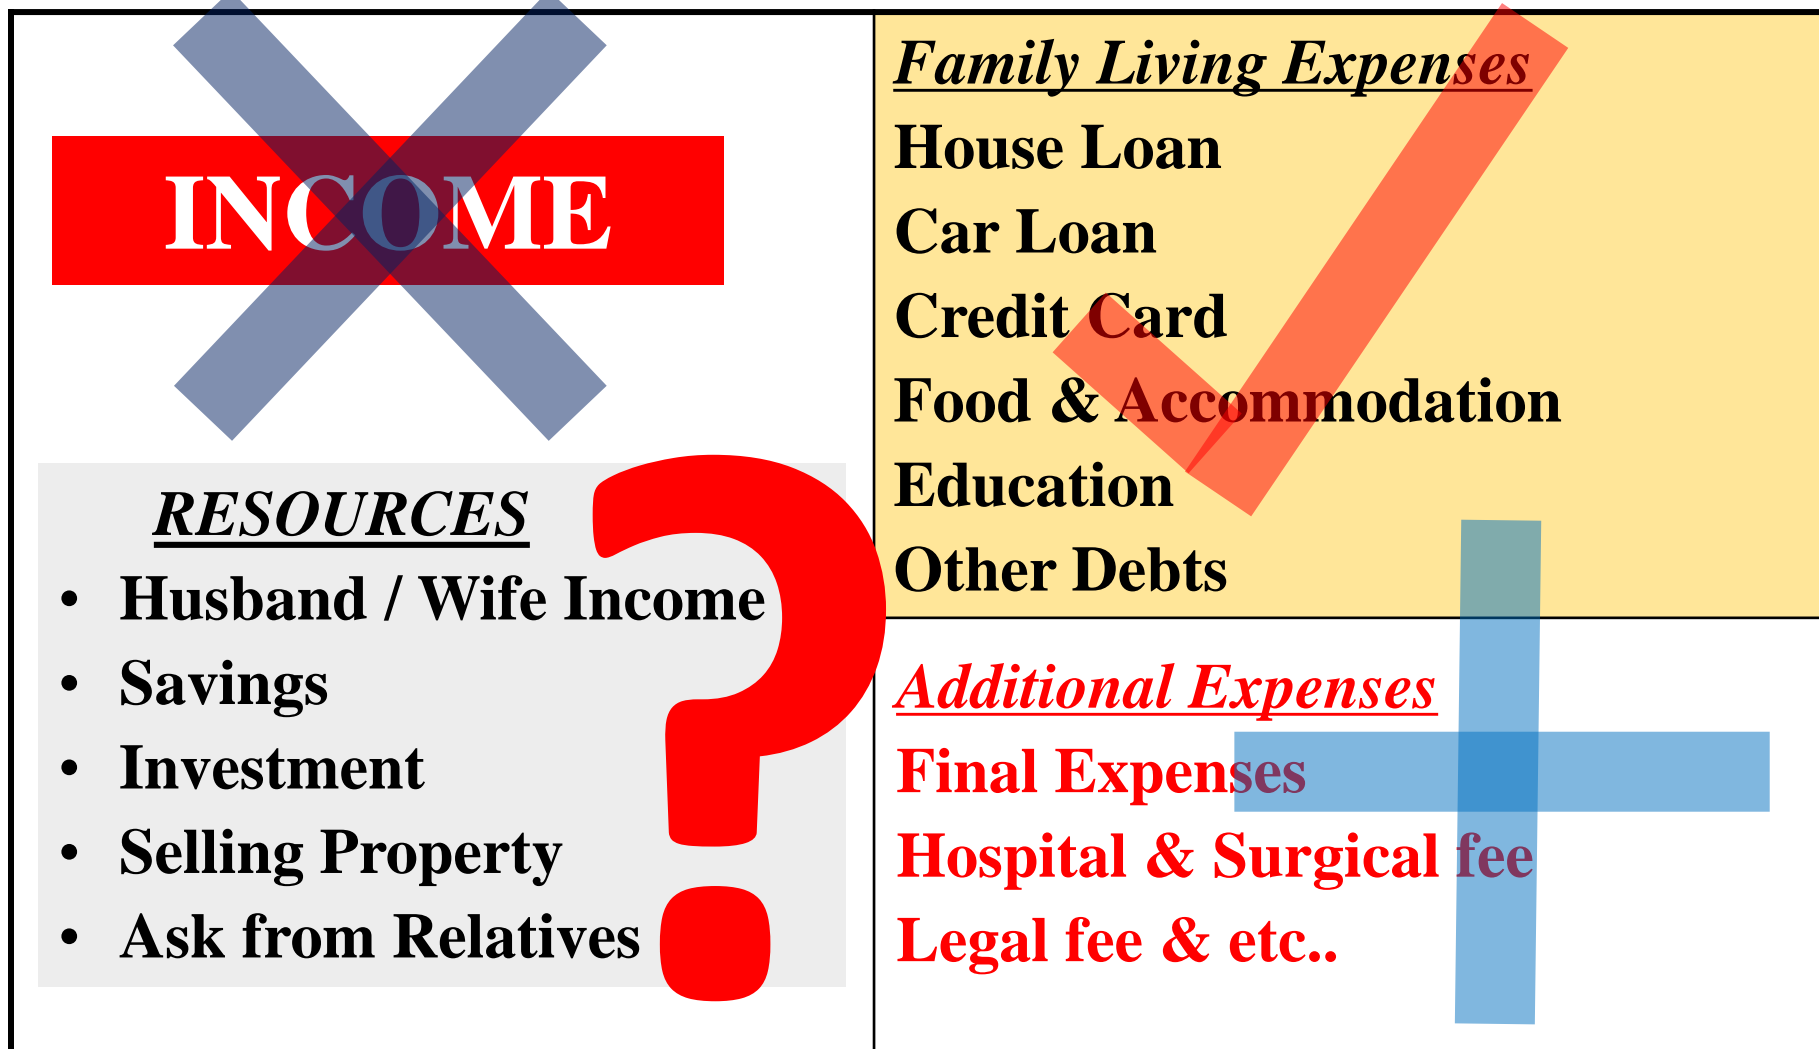 INCOME
RESOURCES
• Husband / Wife Income
• Savings
• Investment
• Selling Property
• Ask from Relatives
?
Family Living Expenses
House Loan
Car Loan
Credit Card
Food & Accommodation
Education
Other Debts
Additional Expenses
Final Expenses
Hospital & Surgical fee
Legal fee & etc..